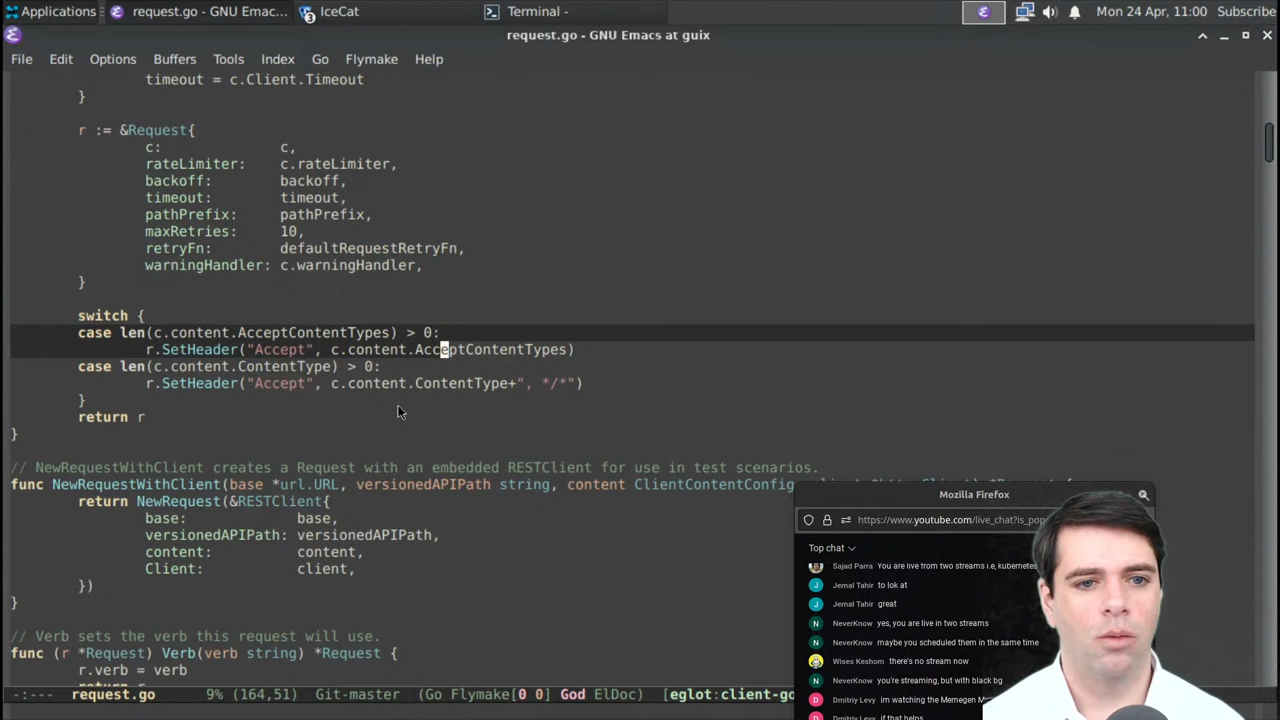 Applications request.go - GNU Emac... 3 IceCat Terminal - Mon 24 Apr, 11:00 Subscribe
request.go - GNU Emacs at guix
File Edit Options Buffers Tools Index Go Flymake Help
timeout = c.Client.Timeout
}
r := &Request{
c: c,
rateLimiter: c.rateLimiter,
backoff: backoff,
timeout: timeout,
pathPrefix: pathPrefix,
maxRetries: 10,
retryFn: defaultRequestRetryFn,
warningHandler: c.warningHandler,
}
switch {
case len(c.content.AcceptContentTypes) > 0:
r.SetHeader("Accept", c.content.AcceptContentTypes)
case len(c.content.ContentType) > 0:
r.SetHeader("Accept", c.content.ContentType+", */*")
}
return r
}
// NewRequestWithClient creates a Request with an embedded RESTClient for use in test scenarios.
func NewRequestWithClient(base *url.URL, versionedAPIPath string, content ClientContentConfig,
return NewRequest(&RESTClient{
base: base,
versionedAPIPath: versionedAPIPath,
content: content,
Client: client,
})
}
// Verb sets the verb this request will use.
func (r *Request) Verb(verb string) *Request {
r.verb = verb
-:--- request.go 9% (164,51) Git-master (Go Flymake[0 0] God ElDoc) [eglot:client-go
Mozilla Firefox
https://www.youtube.com/live_chat?is_pop
Top chat
Sajad Parra You are live from two streams i.e, kubernetes
Jemal Tahir to lok at
Jemal Tahir great
NeverKnow yes, you are live in two streams
NeverKnow maybe you scheduled them in the same time
Wises Keshom there's no stream now
NeverKnow you're streaming, but with black bg
Dmitriy Levy im watching the Memegen
Dmitriy Levy if that helps